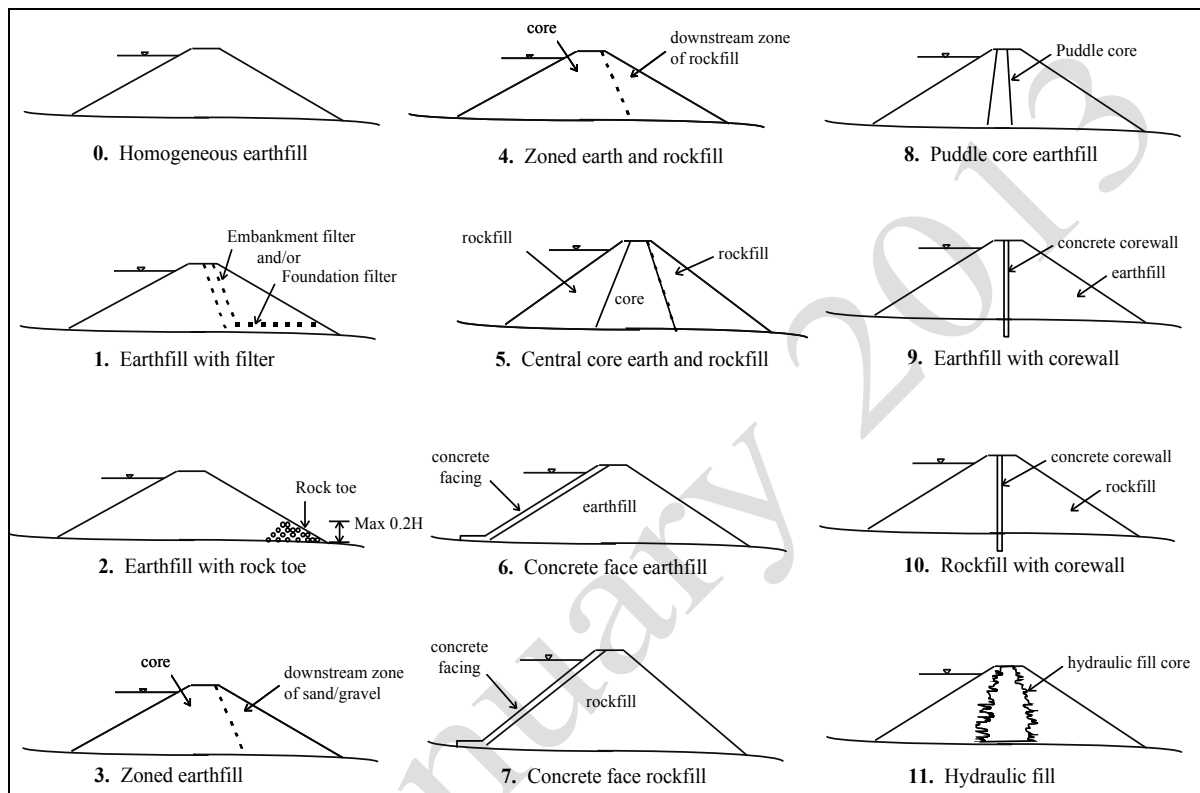 core
downstream zone
of rockfill
Puddle core
0. Homogeneous earthfill
4. Zoned earth and rockfill
8. Puddle core earthfill
Embankment filter
and/or
Foundation filter
rockfill
rockfill
core
concrete corewall
earthfill
1. Earthfill with filter
5. Central core earth and rockfill
9. Earthfill with corewall
Rock toe
Max 0.2H
concrete
facing
earthfill
concrete corewall
rockfill
2. Earthfill with rock toe
6. Concrete face earthfill
10. Rockfill with corewall
core
downstream zone
of sand/gravel
concrete
facing
rockfill
hydraulic fill core
3. Zoned earthfill
7. Concrete face rockfill
11. Hydraulic fill
nuary 2013